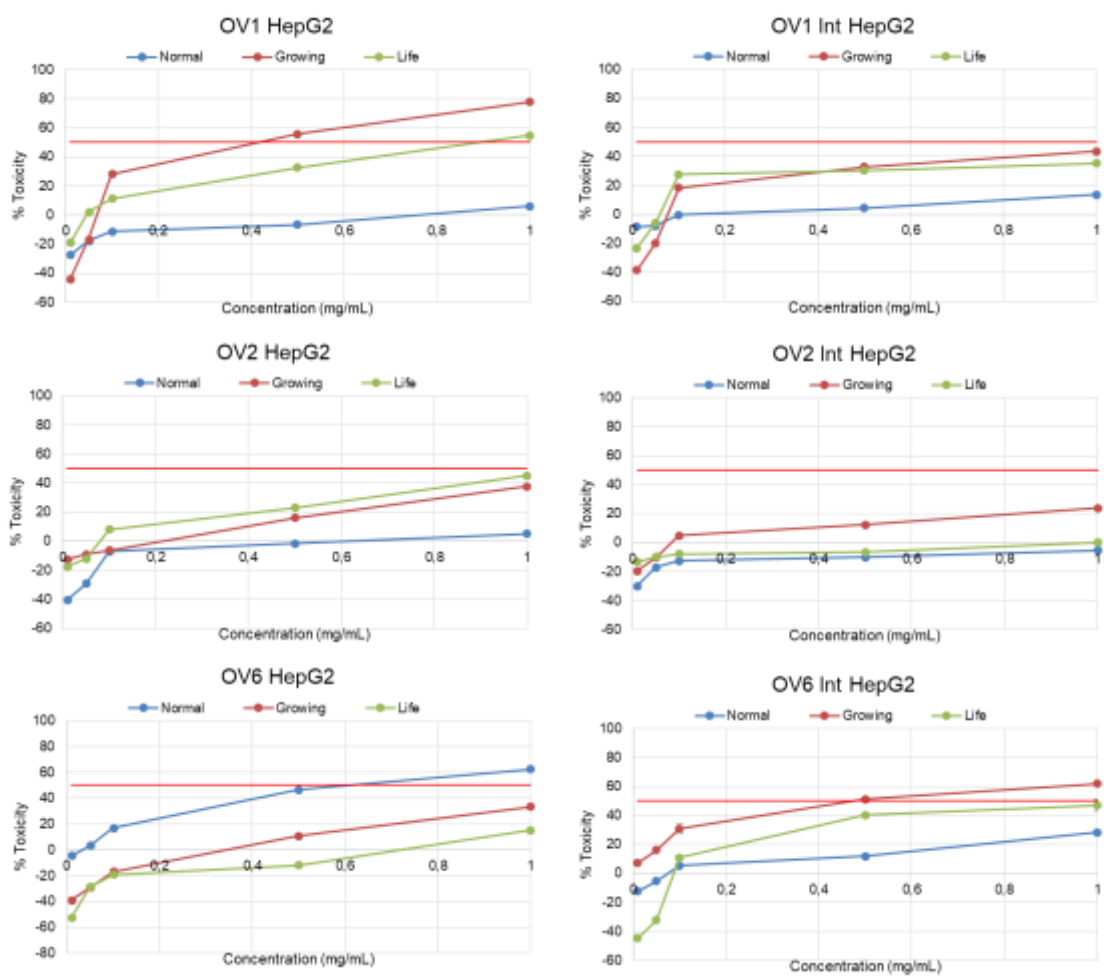 OV1 HepG2
Normal Growing Life
100
80
60
40
20
0
-20
-40
-60
% Toxicity
0 0,2 0,4 0,6 0,8 1
Concentration (mg/mL)
OV1 Int HepG2
Normal Growing Life
100
80
60
40
20
0
-20
-40
-60
% Toxicity
0 0,2 0,4 0,6 0,8 1
Concentration (mg/mL)
OV2 HepG2
Normal Growing Life
100
80
60
40
20
0
-20
-40
-60
% Toxicity
0 0,2 0,4 0,6 0,8 1
Concentration (mg/mL)
OV2 Int HepG2
Normal Growing Life
100
80
60
40
20
0
-20
-40
-60
% Toxicity
0 0,2 0,4 0,6 0,8 1
Concentration (mg/mL)
OV6 HepG2
Normal Growing Life
100
80
60
40
20
0
-20
-40
-60
-80
% Toxicity
0 0,2 0,4 0,6 0,8 1
Concentration (mg/mL)
OV6 Int HepG2
Normal Growing Life
100
80
60
40
20
0
-20
-40
-60
% Toxicity
0 0,2 0,4 0,6 0,8 1
Concentration (mg/mL)